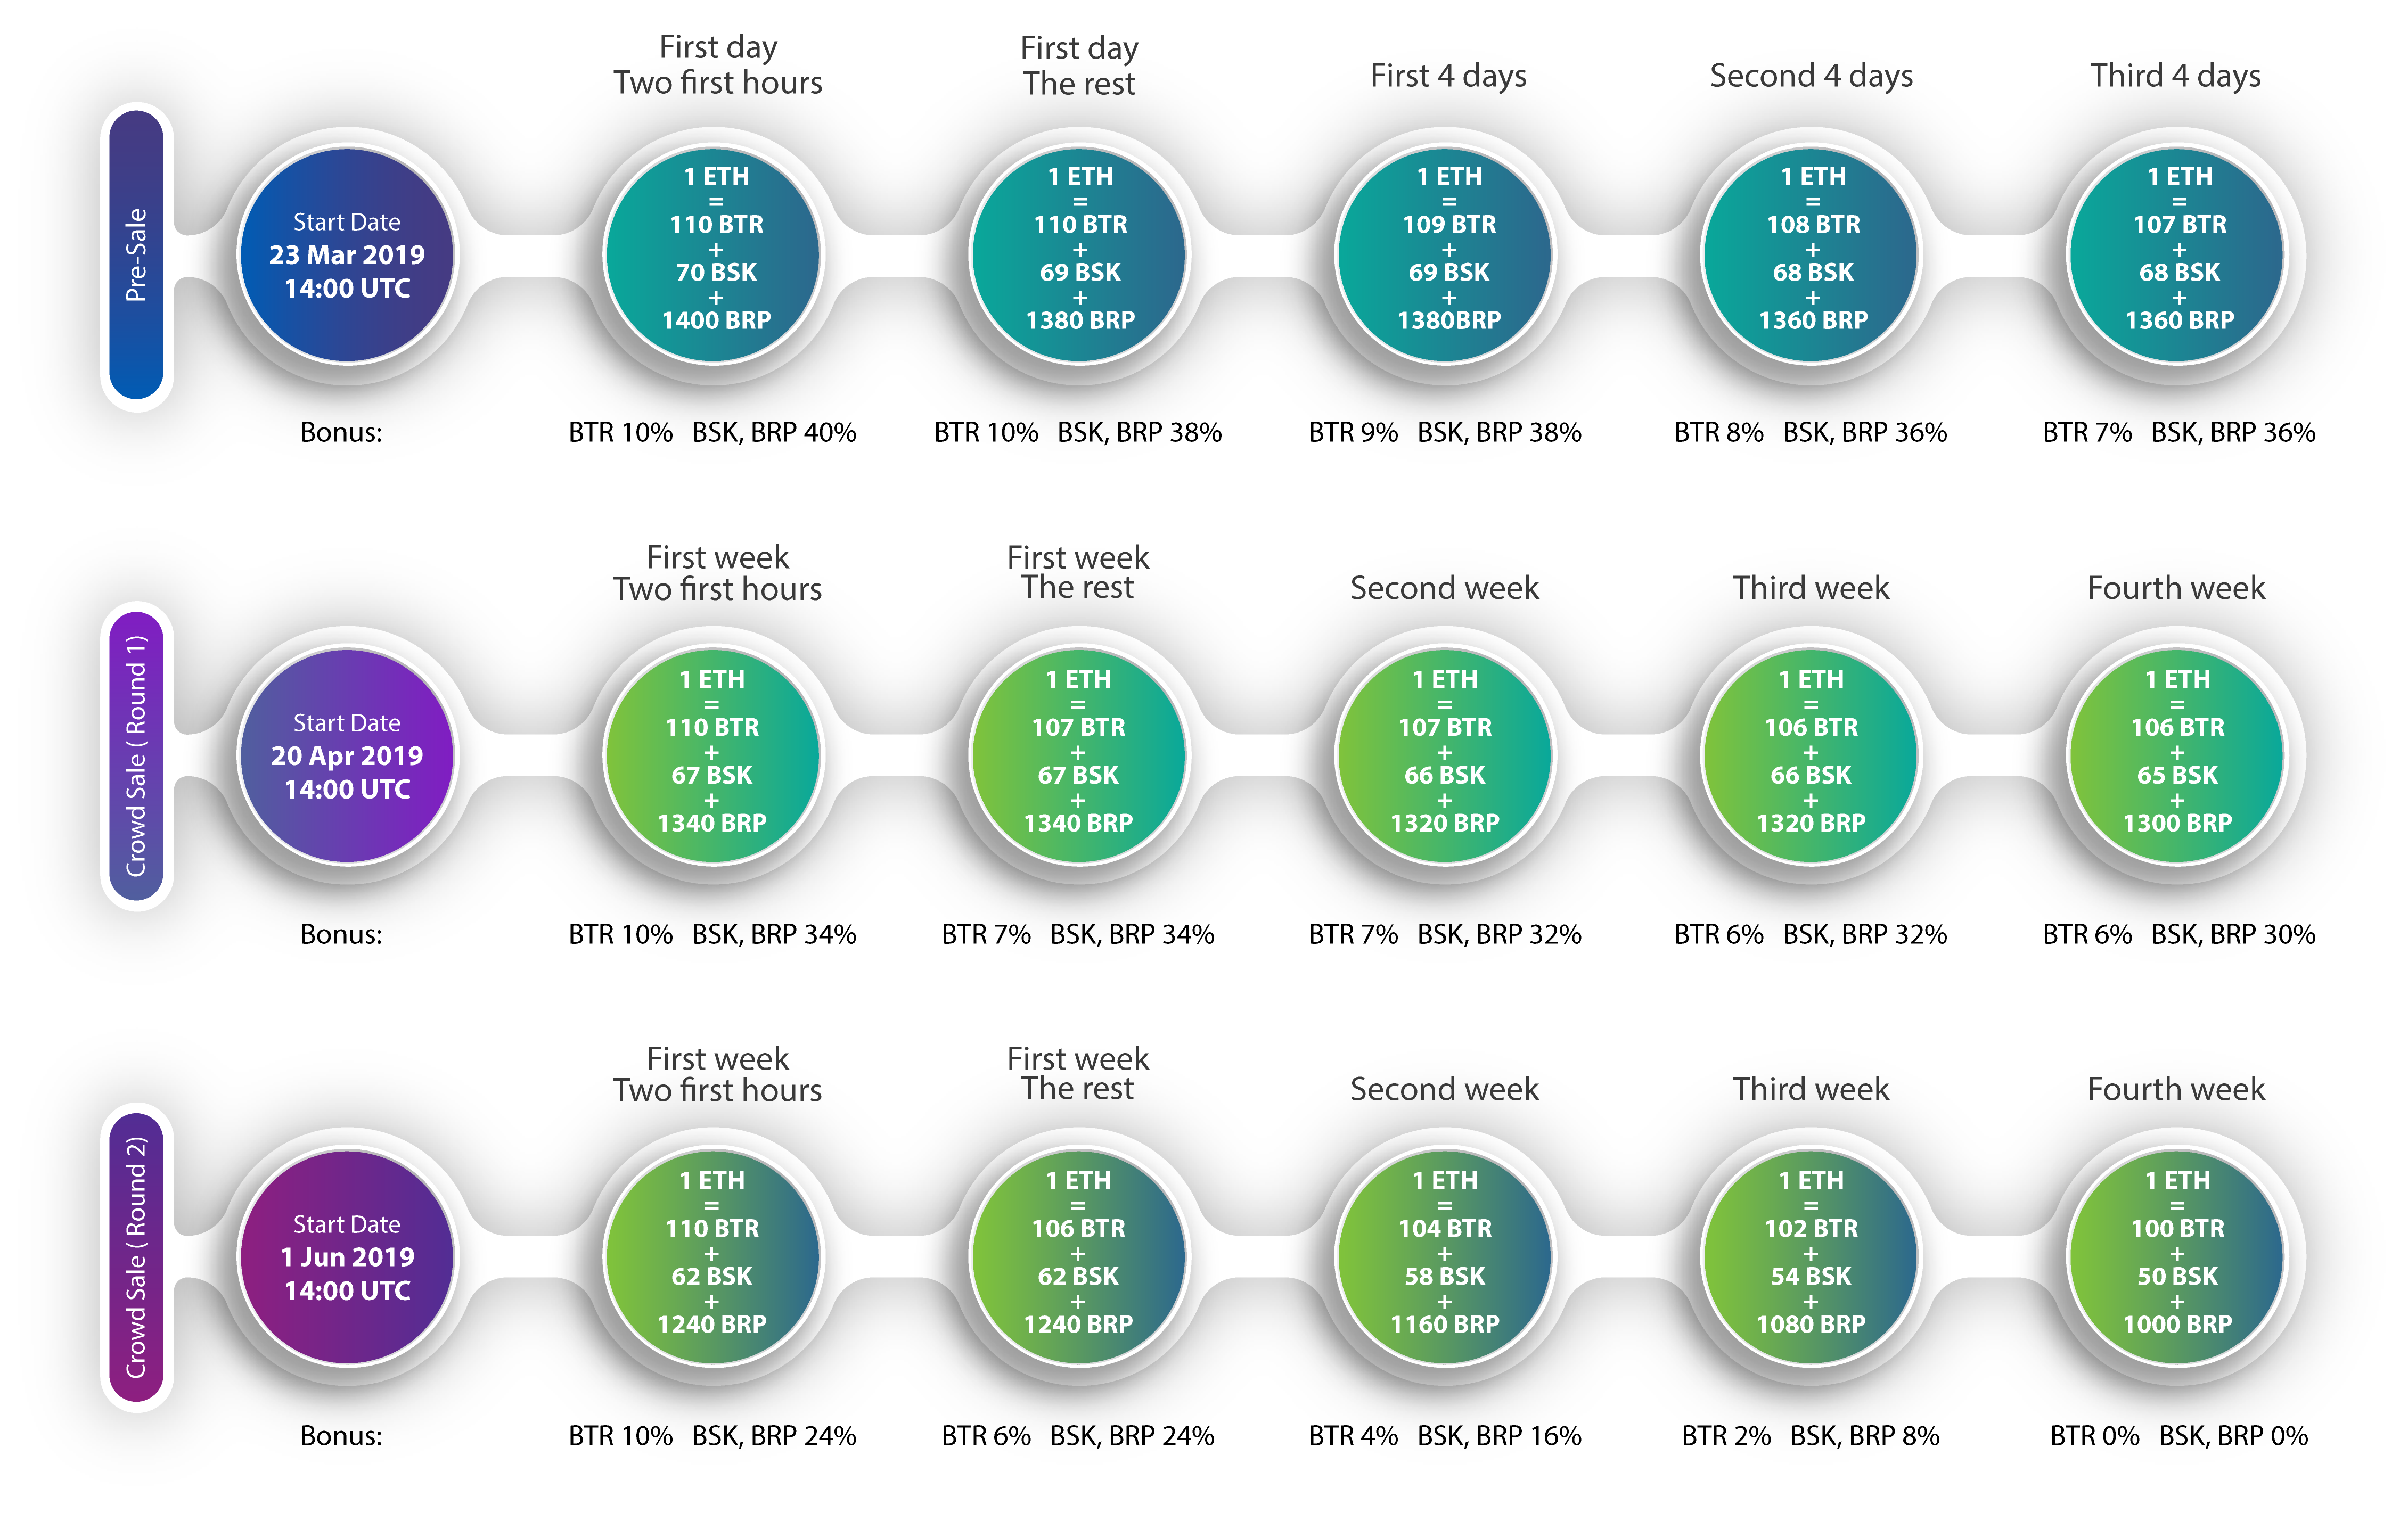 Pre-Sale
Start Date
23 Mar 2019
14:00 UTC
Bonus:
First day
Two first hours
1 ETH
=
110 BTR
+
70 BSK
+
1400 BRP
BTR 10% BSK, BRP 40%
First day
The rest
1 ETH
=
110 BTR
+
69 BSK
+
1380 BRP
BTR 10% BSK, BRP 38%
First 4 days
1 ETH
=
109 BTR
+
69 BSK
+
1380BRP
BTR 9% BSK, BRP 38%
Second 4 days
1 ETH
=
108 BTR
+
68 BSK
+
1360 BRP
BTR 8% BSK, BRP 36%
Third 4 days
1 ETH
=
107 BTR
+
68 BSK
+
1360 BRP
BTR 7% BSK, BRP 36%
Crowd Sale ( Round 1)
Start Date
20 Apr 2019
14:00 UTC
Bonus:
First week
Two first hours
1 ETH
=
110 BTR
+
67 BSK
+
1340 BRP
BTR 10% BSK, BRP 34%
First week
The rest
1 ETH
=
107 BTR
+
67 BSK
+
1340 BRP
BTR 7% BSK, BRP 34%
Second week
1 ETH
=
107 BTR
+
66 BSK
+
1320 BRP
BTR 7% BSK, BRP 32%
Third week
1 ETH
=
106 BTR
+
66 BSK
+
1320 BRP
BTR 6% BSK, BRP 32%
Fourth week
1 ETH
=
106 BTR
+
65 BSK
+
1300 BRP
BTR 6% BSK, BRP 30%
Crowd Sale ( Round 2)
Start Date
1 Jun 2019
14:00 UTC
Bonus:
First week
Two first hours
1 ETH
=
110 BTR
+
62 BSK
+
1240 BRP
BTR 10% BSK, BRP 24%
First week
The rest
1 ETH
=
106 BTR
+
62 BSK
+
1240 BRP
BTR 6% BSK, BRP 24%
Second week
1 ETH
=
104 BTR
+
58 BSK
+
1160 BRP
BTR 4% BSK, BRP 16%
Third week
1 ETH
=
102 BTR
+
54 BSK
+
1080 BRP
BTR 2% BSK, BRP 8%
Fourth week
1 ETH
=
100 BTR
+
50 BSK
+
1000 BRP
BTR 0% BSK, BRP 0%